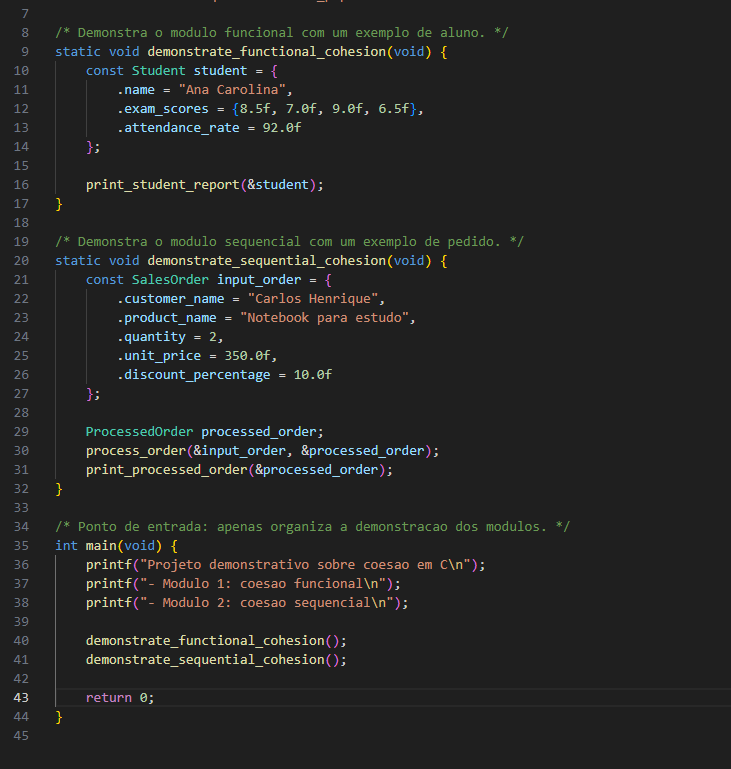 7
8 /* Demonstra o modulo funcional com um exemplo de aluno. */
9 static void demonstrate_functional_cohesion(void) {
10     const Student student = {
11         .name = "Ana Carolina",
12         .exam_scores = {8.5f, 7.0f, 9.0f, 6.5f},
13         .attendance_rate = 92.0f
14     };
15
16     print_student_report(&student);
17 }
18
19 /* Demonstra o modulo sequencial com um exemplo de pedido. */
20 static void demonstrate_sequential_cohesion(void) {
21     const SalesOrder input_order = {
22         .customer_name = "Carlos Henrique",
23         .product_name = "Notebook para estudo",
24         .quantity = 2,
25         .unit_price = 350.0f,
26         .discount_percentage = 10.0f
27     };
28
29     ProcessedOrder processed_order;
30     process_order(&input_order, &processed_order);
31     print_processed_order(&processed_order);
32 }
33
34 /* Ponto de entrada: apenas organiza a demonstracao dos modulos. */
35 int main(void) {
36     printf("Projeto demonstrativo sobre coesao em C\n");
37     printf("- Modulo 1: coesao funcional\n");
38     printf("- Modulo 2: coesao sequencial\n");
39
40     demonstrate_functional_cohesion();
41     demonstrate_sequential_cohesion();
42
43     return 0;
44 }
45